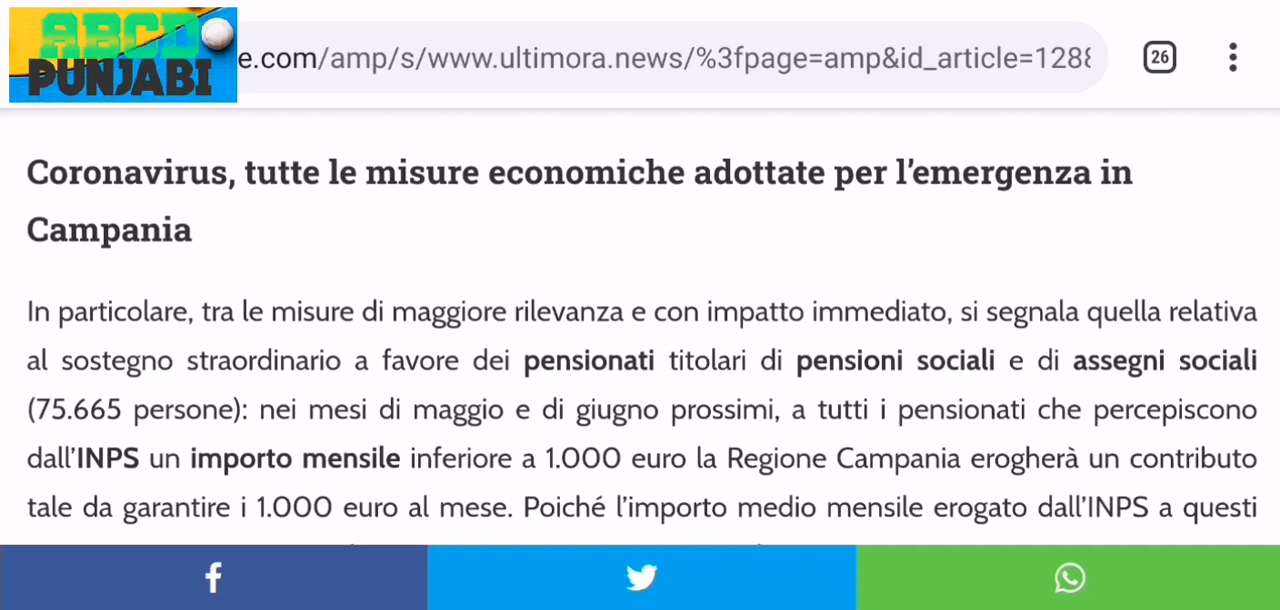 ABCD
PUNJABI
e.com/amp/s/www.ultimora.news/%3fpage=amp&id_article=1288
26
Coronavirus, tutte le misure economiche adottate per l’emergenza in
Campania
In particolare, tra le misure di maggiore rilevanza e con impatto immediato, si segnala quella relativa
al sostegno straordinario a favore dei pensionati titolari di pensioni sociali e di assegni sociali
(75.665 persone): nei mesi di maggio e di giugno prossimi, a tutti i pensionati che percepiscono
dall’INPS un importo mensile inferiore a 1.000 euro la Regione Campania erogherà un contributo
tale da garantire i 1.000 euro al mese. Poiché l’importo medio mensile erogato dall’INPS a questi